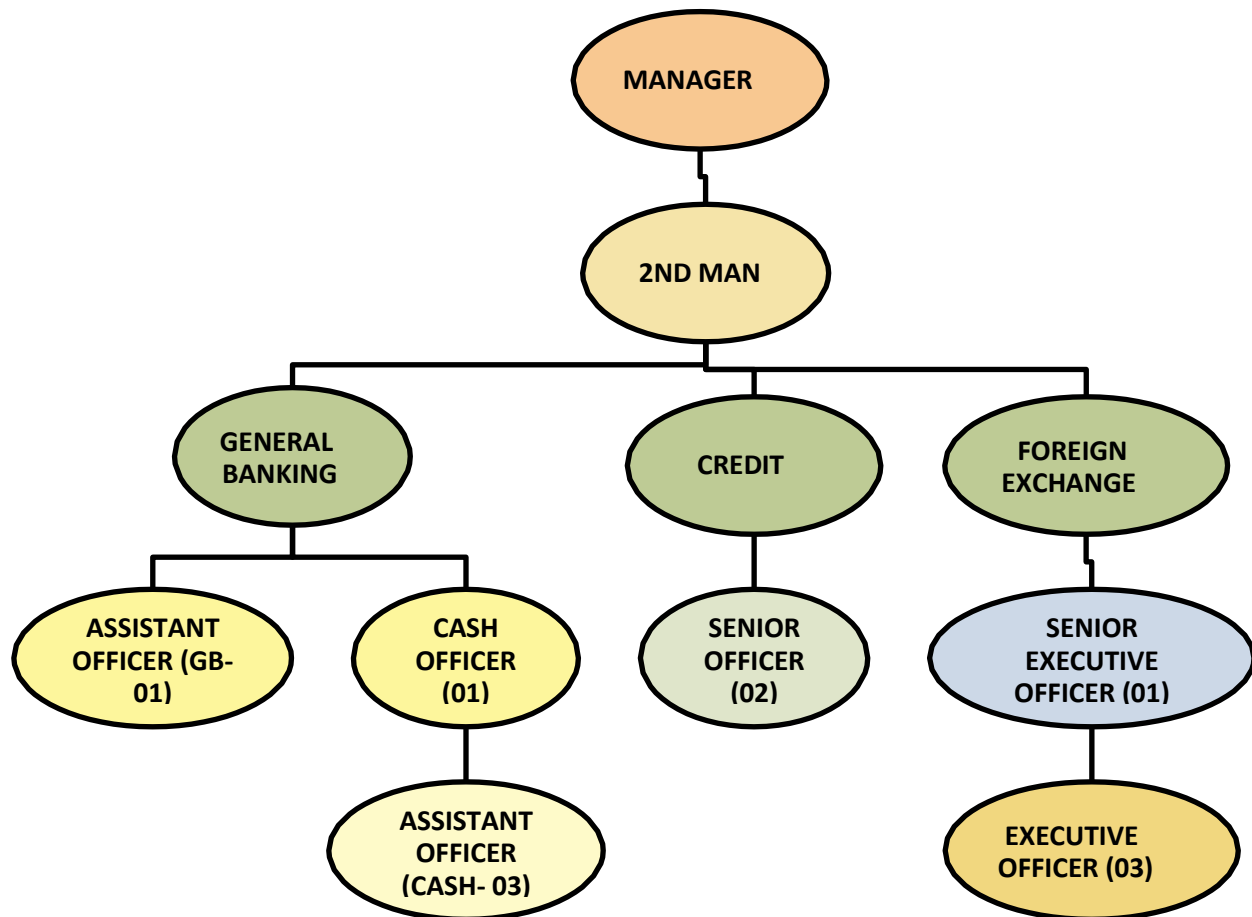 MANAGER
2ND MAN
GENERAL
BANKING
CREDIT
FOREIGN
EXCHANGE
ASSISTANT
OFFICER (GB-
01)
CASH
OFFICER
(01)
SENIOR
OFFICER
(02)
SENIOR
EXECUTIVE
OFFICER (01)
ASSISTANT
OFFICER
(CASH- 03)
EXECUTIVE
OFFICER (03)